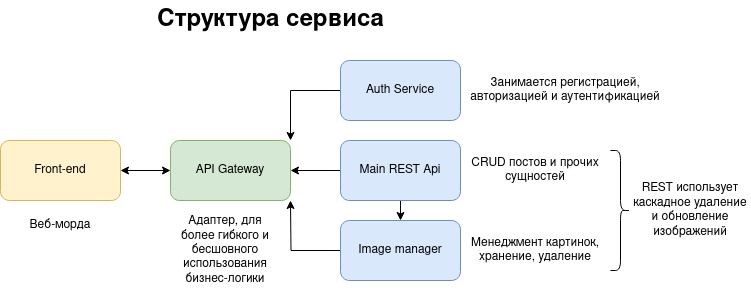 Структура сервиса
Auth Service
Занимается регистрацией,
авторизацией и аутентификацией
Front-end
API Gateway
Main REST Api
CRUD постов и прочих
сущностей
REST использует
каскадное удаление
и обновление
изображений
Веб-морда
Адаптер, для
более гибкого и
бесшовного
использования
бизнес-логики
Image manager
Менеджмент картинок,
хранение, удаление